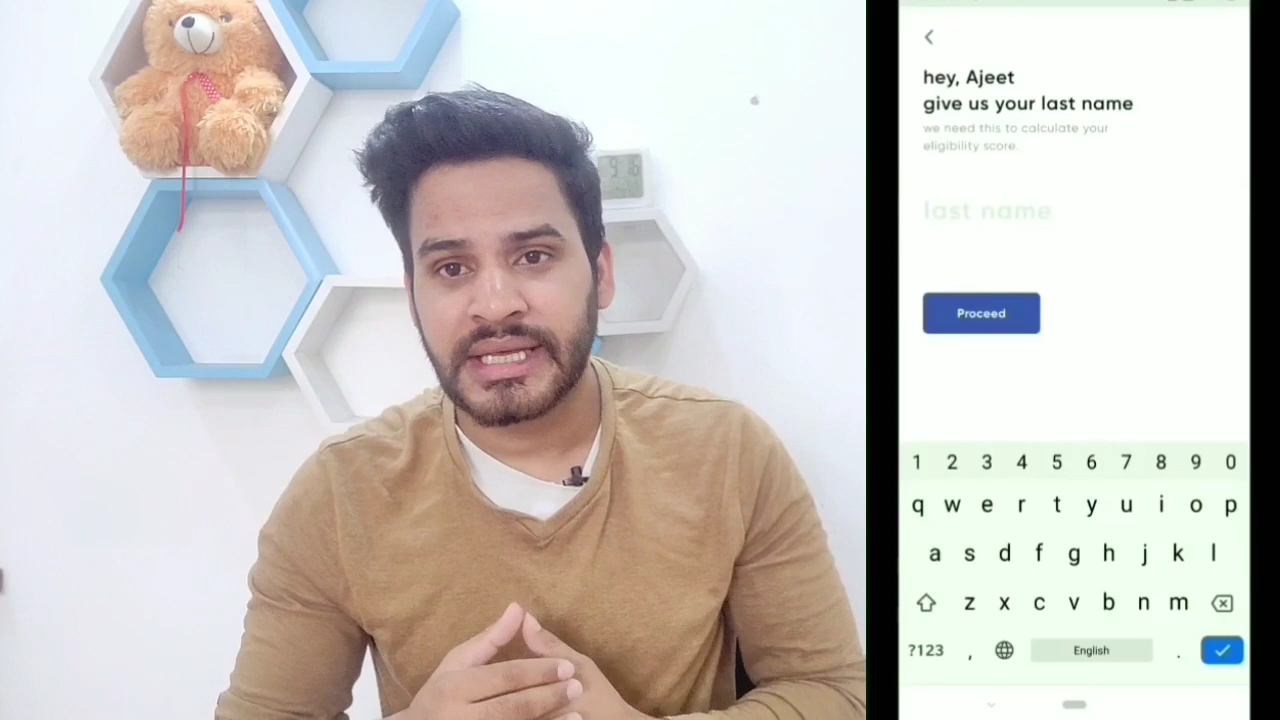 hey, Ajeet
give us your last name
we need this to calculate your
eligibility score.
last name
Proceed
1 2 3 4 5 6 7 8 9 0
q w e r t y u i o p
a s d f g h j k l
z x c v b n m
?123 , English .